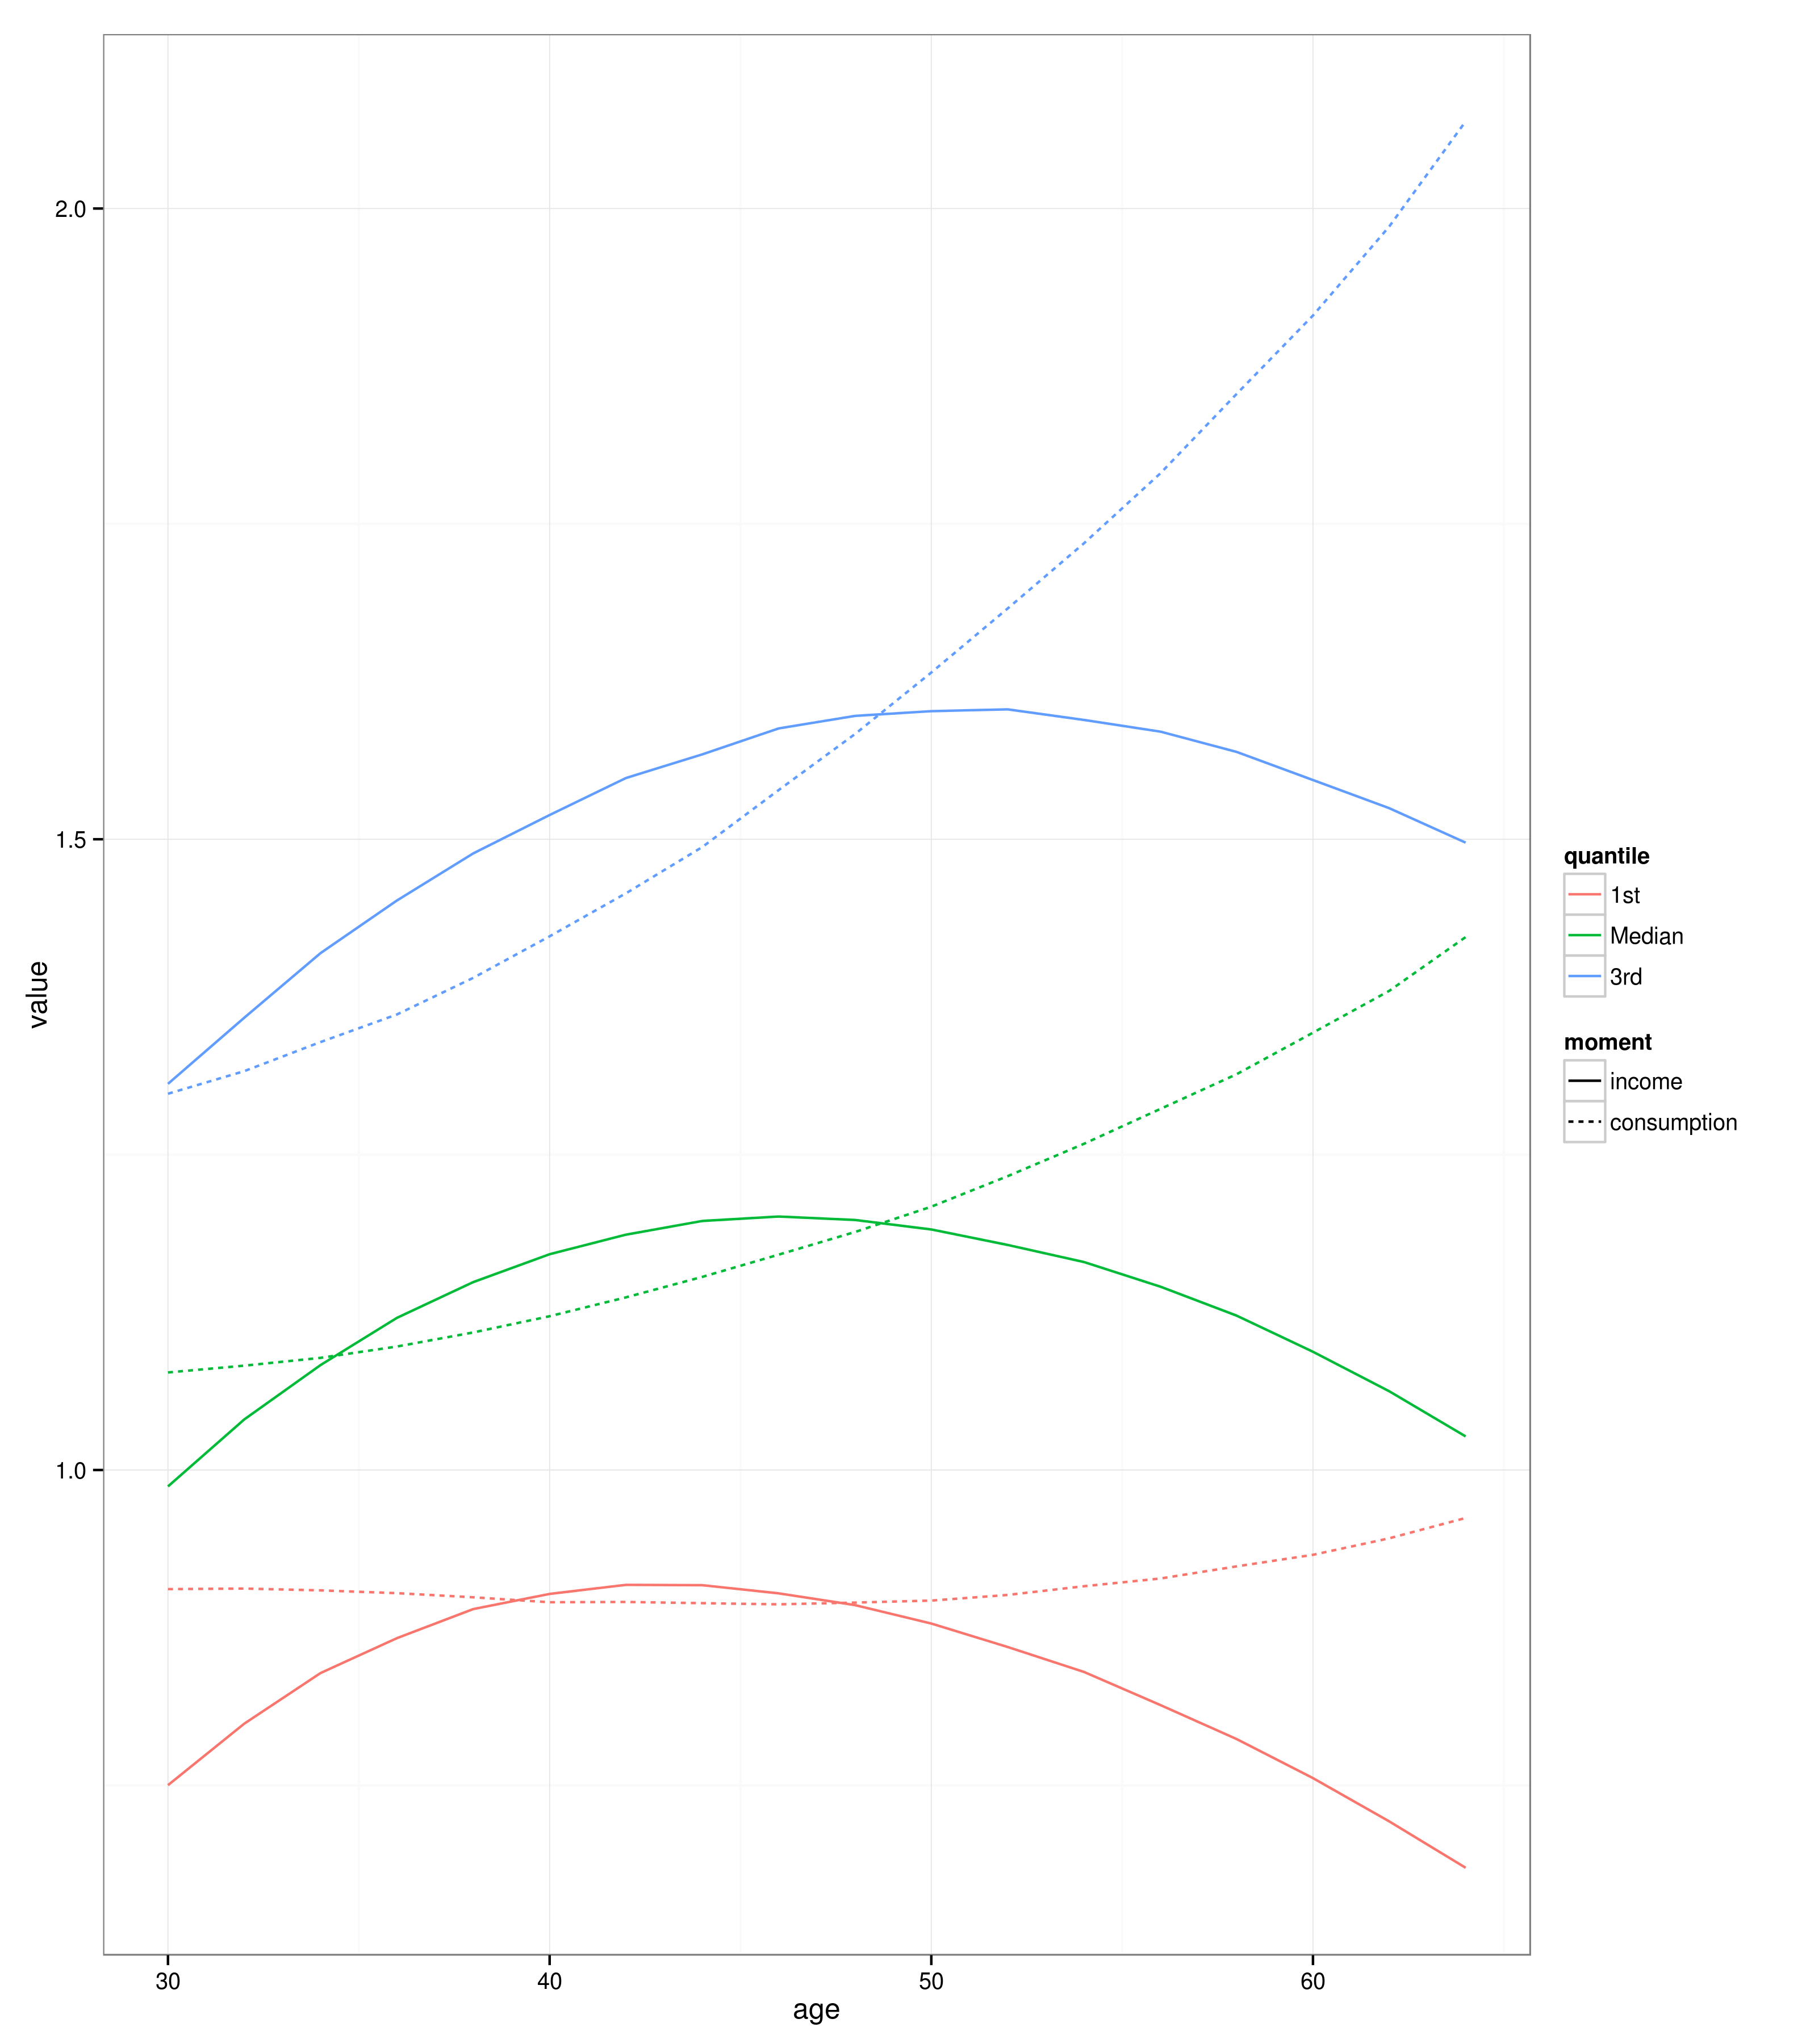 2.0
1.5
1.0
value
30 40 50 60
age
quantile
1st
Median
3rd
moment
income
consumption